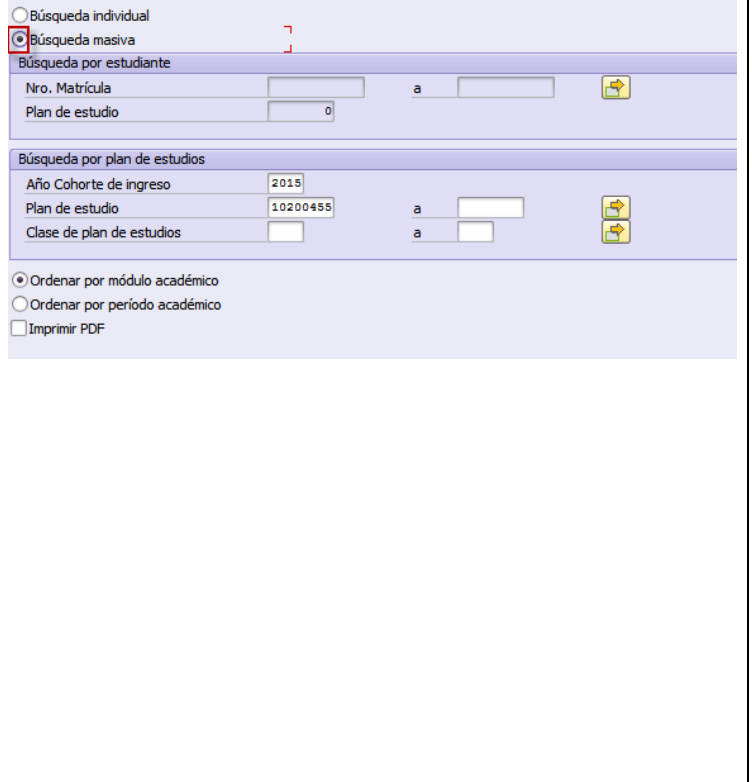 Búsqueda individual
Búsqueda masiva
Búsqueda por estudiante
Nro. Matrícula a
Plan de estudio 0
Búsqueda por plan de estudios
Año Cohorte de ingreso 2015
Plan de estudio 10200455 a
Clase de plan de estudios a
Ordenar por módulo académico
Ordenar por período académico
Imprimir PDF